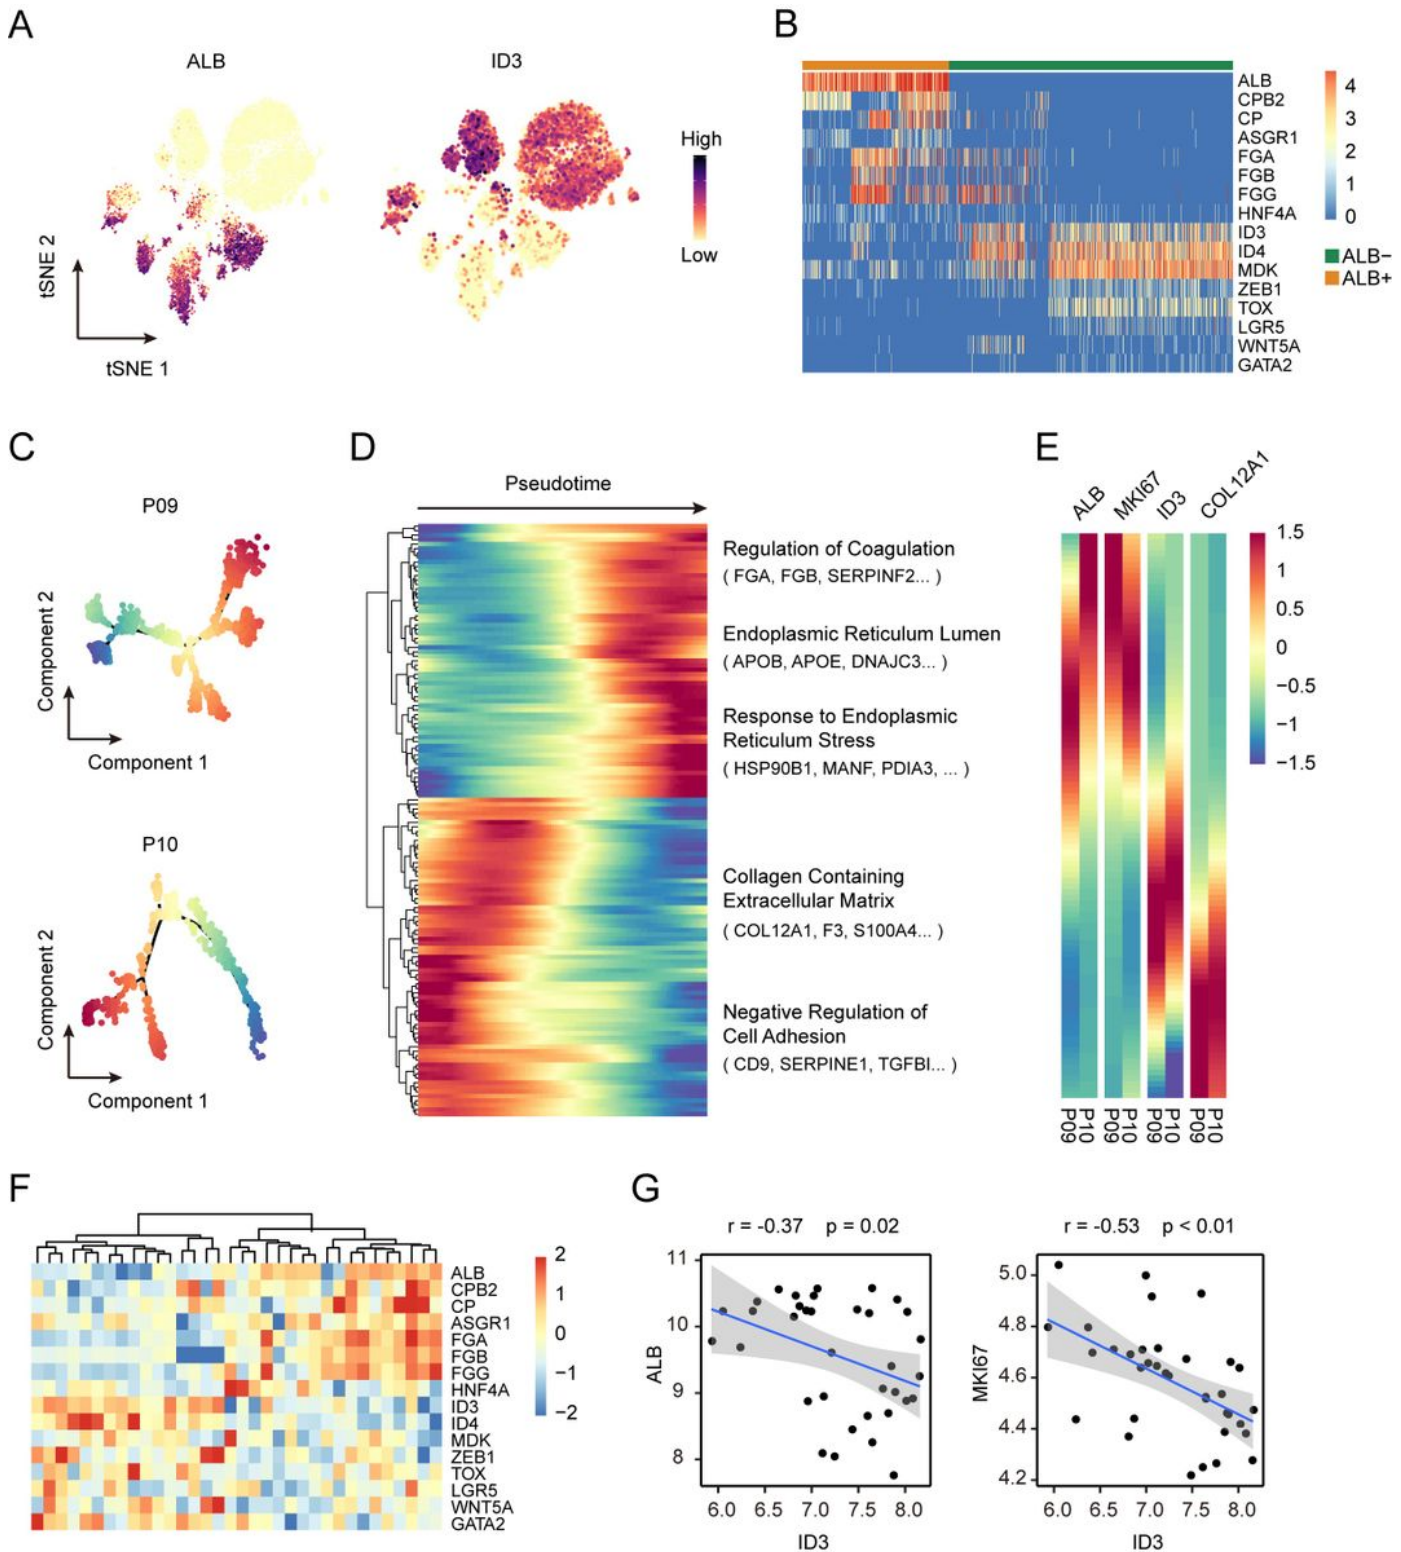 A
ALB
ID3
High
Low
tSNE 2
tSNE 1
B
ALB
CPB2
CP
ASGR1
FGA
FGB
FGG
HNF4A
ID3
ID4
MDK
ZEB1
TOX
LGR5
WNT5A
GATA2
4
3
2
1
0
ALB−
ALB+
C
P09
Component 2
Component 1
P10
Component 2
Component 1
D
Pseudotime
Regulation of Coagulation
( FGA, FGB, SERPINF2... )
Endoplasmic Reticulum Lumen
( APOB, APOE, DNAJC3... )
Response to Endoplasmic
Reticulum Stress
( HSP90B1, MANF, PDIA3, ... )
Collagen Containing
Extracellular Matrix
( COL12A1, F3, S100A4... )
Negative Regulation of
Cell Adhesion
( CD9, SERPINE1, TGFBI... )
E
ALB
MKI67
ID3
COL12A1
1.5
1
0.5
0
−0.5
−1
−1.5
P09
P10
P09
P10
P09
P10
P09
P10
F
ALB
CPB2
CP
ASGR1
FGA
FGB
FGG
HNF4A
ID3
ID4
MDK
ZEB1
TOX
LGR5
WNT5A
GATA2
2
1
0
−1
−2
G
r = -0.37 p = 0.02
ALB
11
10
9
8
6.0 6.5 7.0 7.5 8.0
ID3
r = -0.53 p < 0.01
MKI67
5.0
4.8
4.6
4.4
4.2
6.0 6.5 7.0 7.5 8.0
ID3